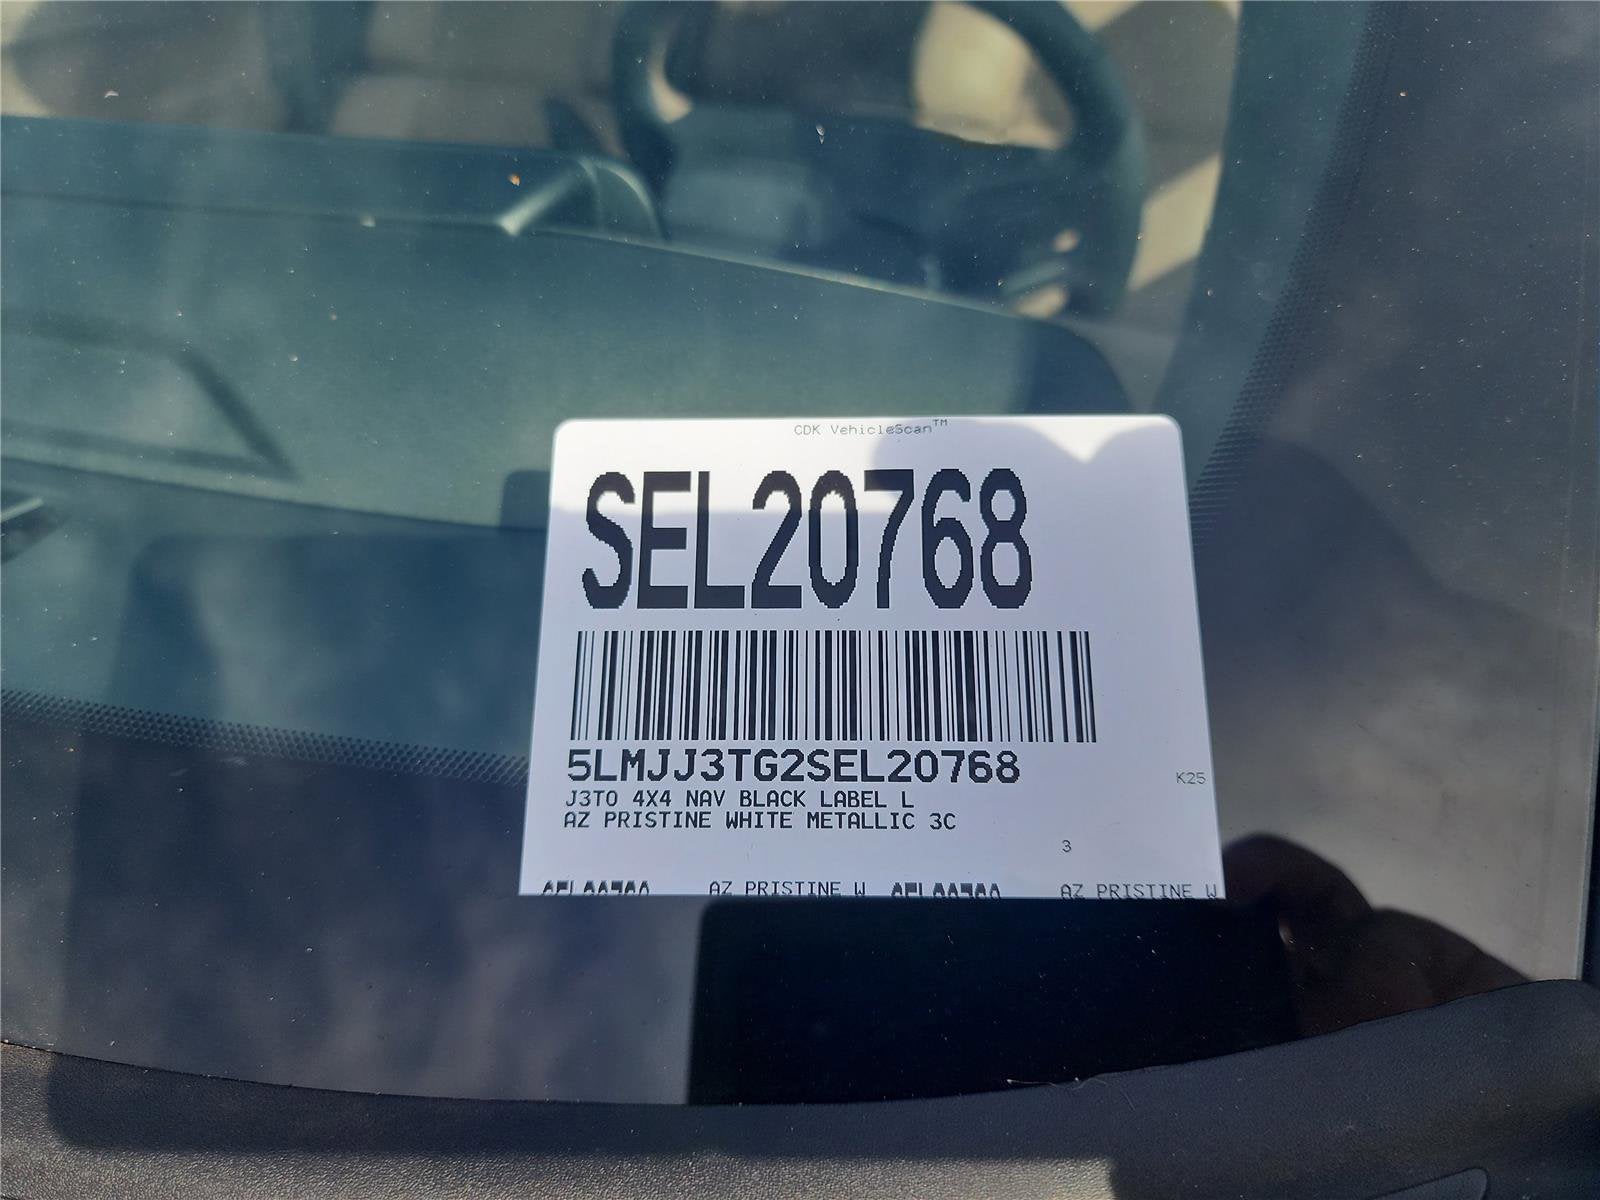 CDK VehicleScan™
SEL20768
5LMJJ3TG2SEL20768
K25
J3T0 4X4 NAV BLACK LABEL L
AZ PRISTINE WHITE METALLIC 3C
3
AZ PRISTINE W
AZ PRISTINE W